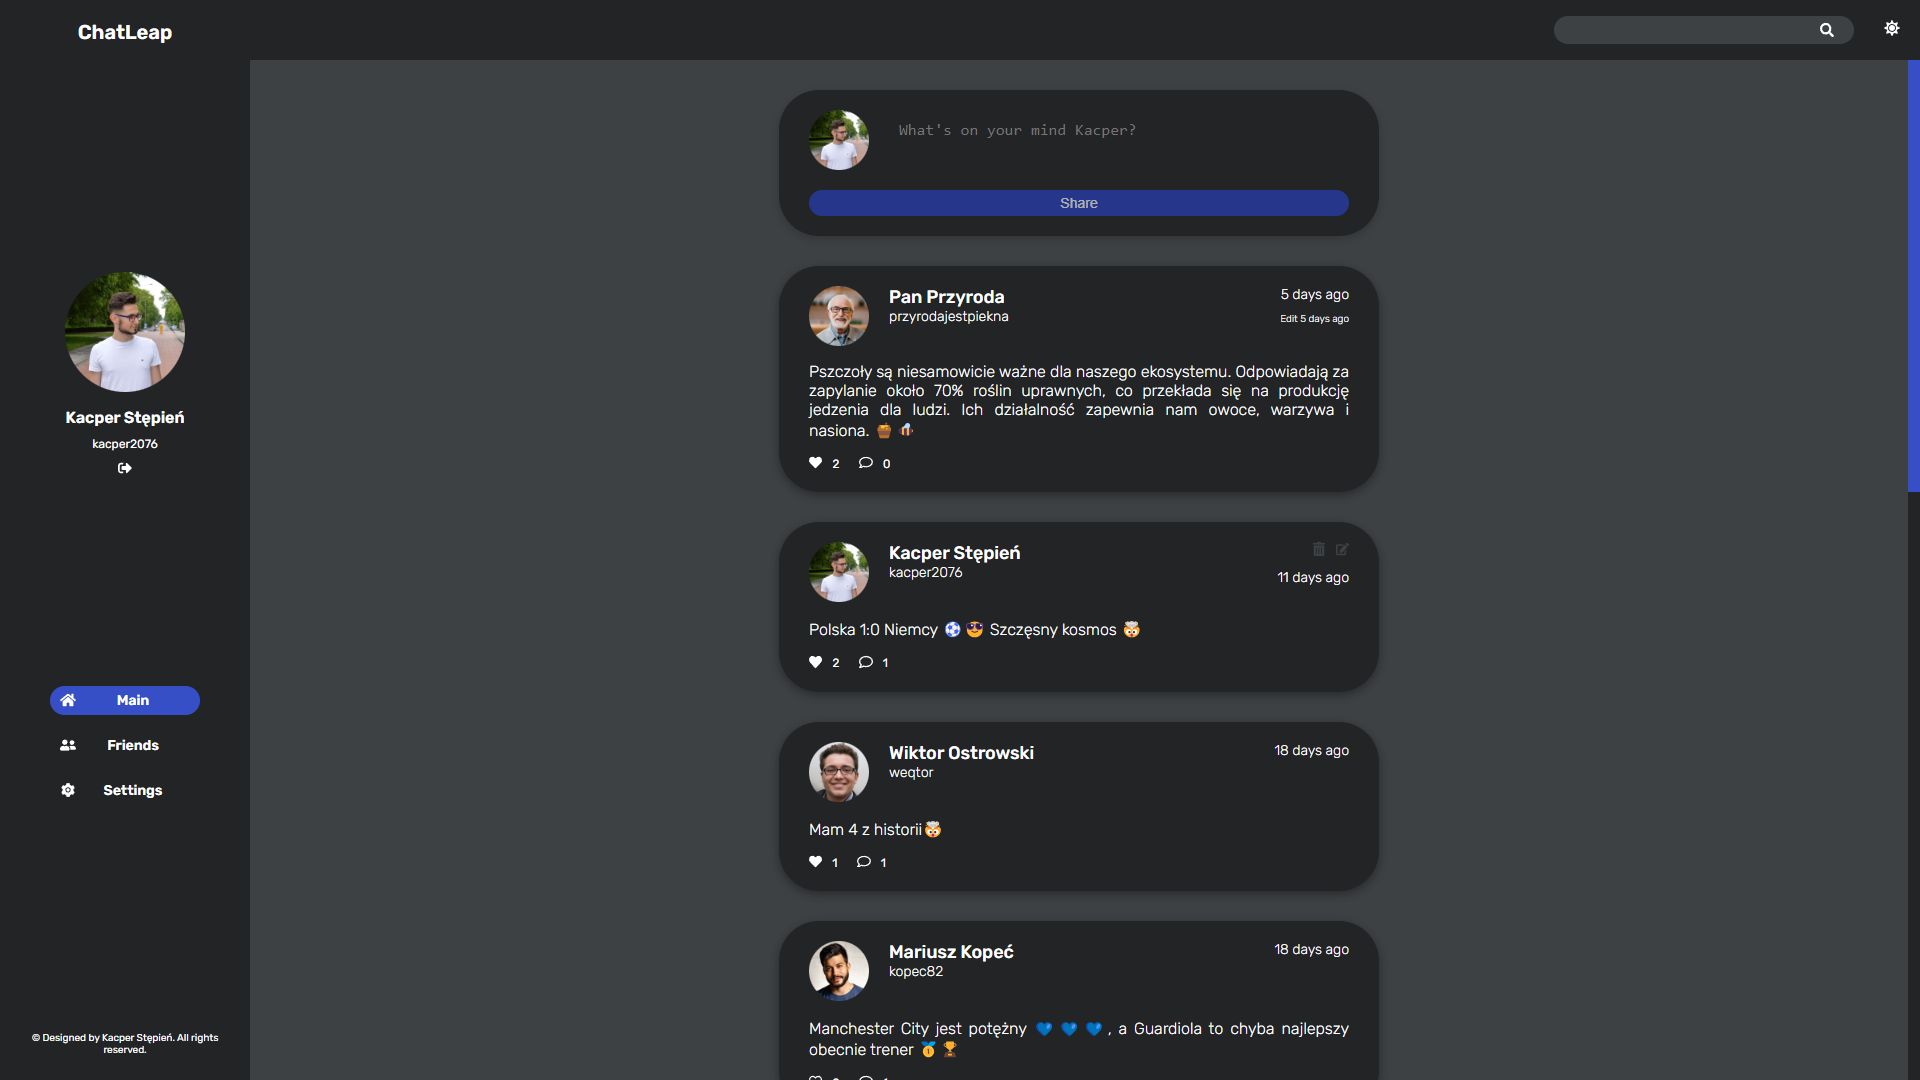 ChatLeap
What's on your mind Kacper?
Share
Pan Przyroda
przyrodajestpiekna
5 days ago
Edit 5 days ago
Pszczoły są niesamowicie ważne dla naszego ekosystemu. Odpowiadają za
zapylanie około 70% roślin uprawnych, co przekłada się na produkcję
jedzenia dla ludzi. Ich działalność zapewnia nam owoce, warzywa i
nasiona. 🍯 🐝
2 0
Kacper Stępień
kacper2076
11 days ago
Polska 1:0 Niemcy ⚽ 😎 Szczęsny kosmos 🤯
2 1
Wiktor Ostrowski
weqtor
18 days ago
Mam 4 z historii🤯
1 1
Mariusz Kopeć
kopec82
18 days ago
Manchester City jest potężny 💙 💙 💙 , a Guardiola to chyba najlepszy
obecnie trener 🥇 🏆
Kacper Stępień
kacper2076
Main
Friends
Settings
© Designed by Kacper Stępień. All rights
reserved.